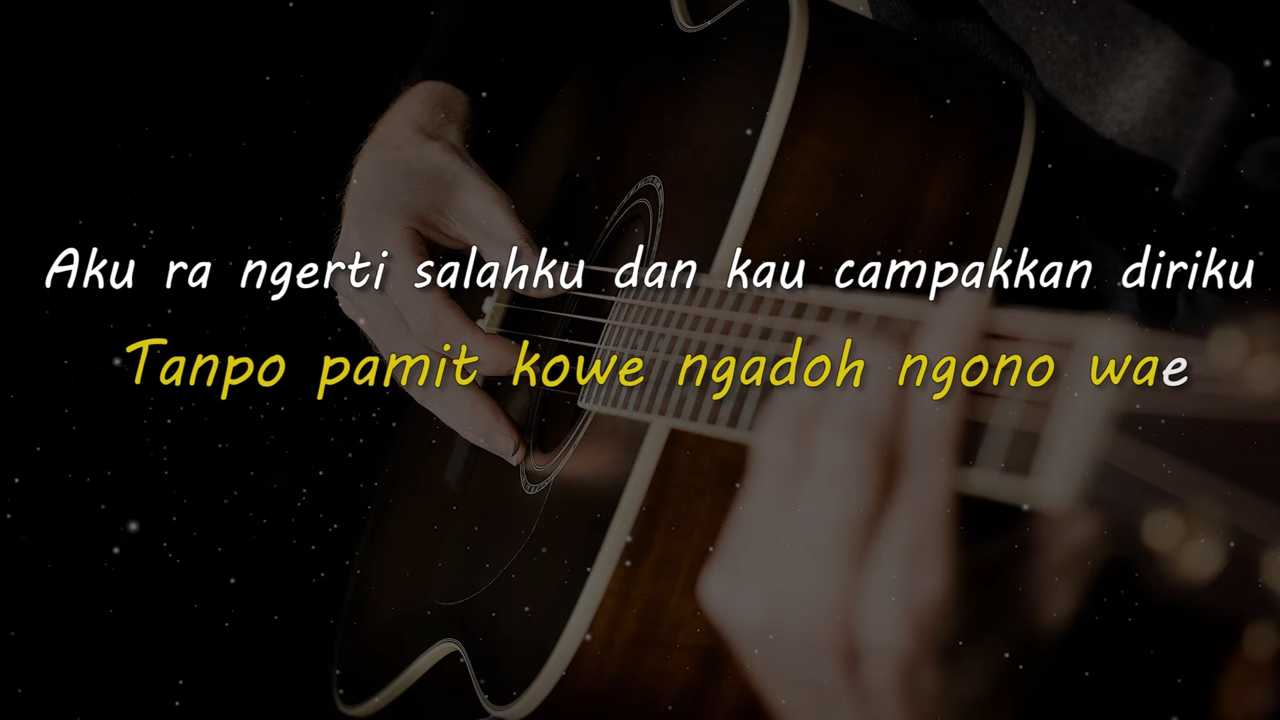 Aku ra ngerti salahku dan kau campakkan diriku
Tanpo pamit kowe ngadoh ngono wae